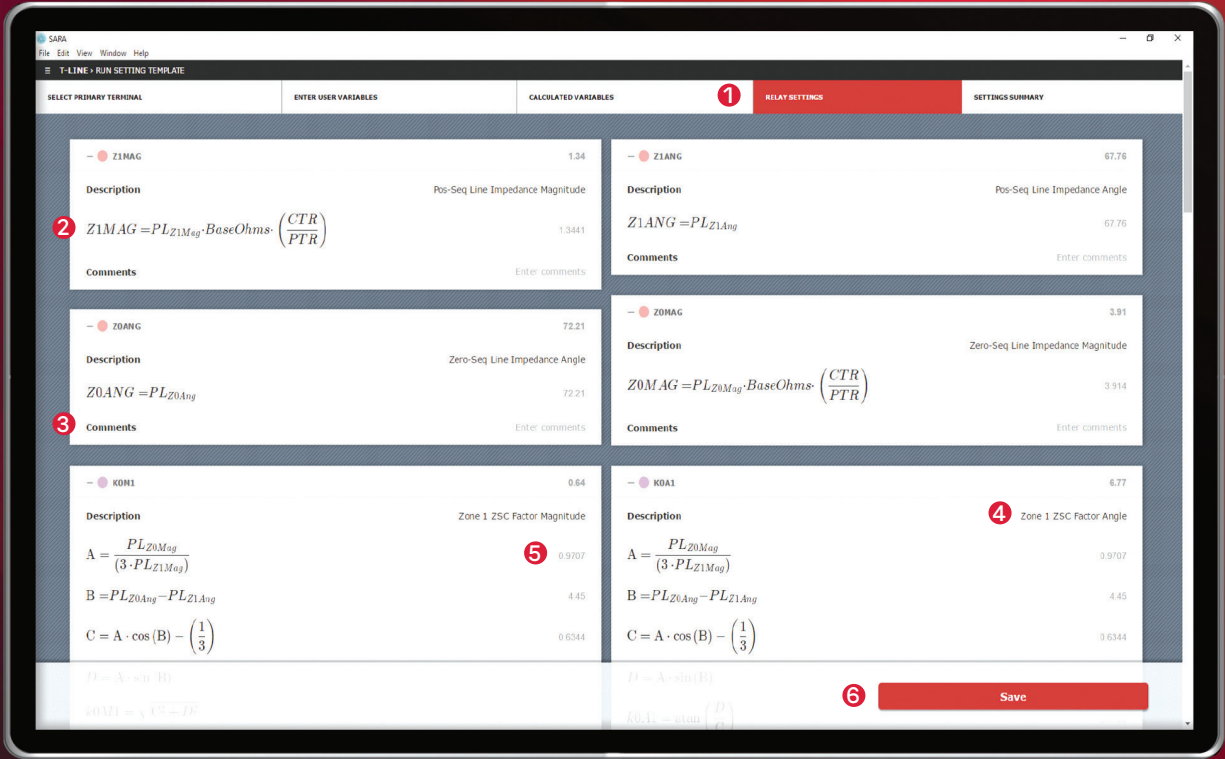 SARA
File Edit View Window Help
≡ T-LINE › RUN SETTING TEMPLATE
SELECT PRIMARY TERMINAL
ENTER USER VARIABLES
CALCULATED VARIABLES
1
RELAY SETTINGS
SETTINGS SUMMARY
– Z1MAG 1.34
Description Pos-Seq Line Impedance Magnitude
2
Z1MAG =PL_{Z1Mag}·BaseOhms· (CTR/PTR) 1.3441
Comments Enter comments
– Z1ANG 67.76
Description Pos-Seq Line Impedance Angle
Z1ANG =PL_{Z1Ang} 67.76
Comments Enter comments
– Z0ANG 72.21
Description Zero-Seq Line Impedance Angle
Z0ANG =PL_{Z0Ang} 72.21
3
Comments Enter comments
– Z0MAG 3.91
Description Zero-Seq Line Impedance Magnitude
Z0MAG =PL_{Z0Mag}·BaseOhms· (CTR/PTR) 3.914
Comments Enter comments
– K0M1 0.64
Description Zone 1 ZSC Factor Magnitude
A = PL_{Z0Mag}/(3·PL_{Z1Mag}) 5 0.9707
B =PL_{Z0Ang}−PL_{Z1Ang} 4.45
C = A · cos (B) − (1/3) 0.6344
D = A · sin (B)
– K0A1 6.77
Description 4 Zone 1 ZSC Factor Angle
A = PL_{Z0Mag}/(3·PL_{Z1Mag}) 0.9707
B =PL_{Z0Ang}−PL_{Z1Ang} 4.45
C = A · cos (B) − (1/3) 0.6344
D = A · sin (B)
k0A1 = atan (D/C)
6
Save